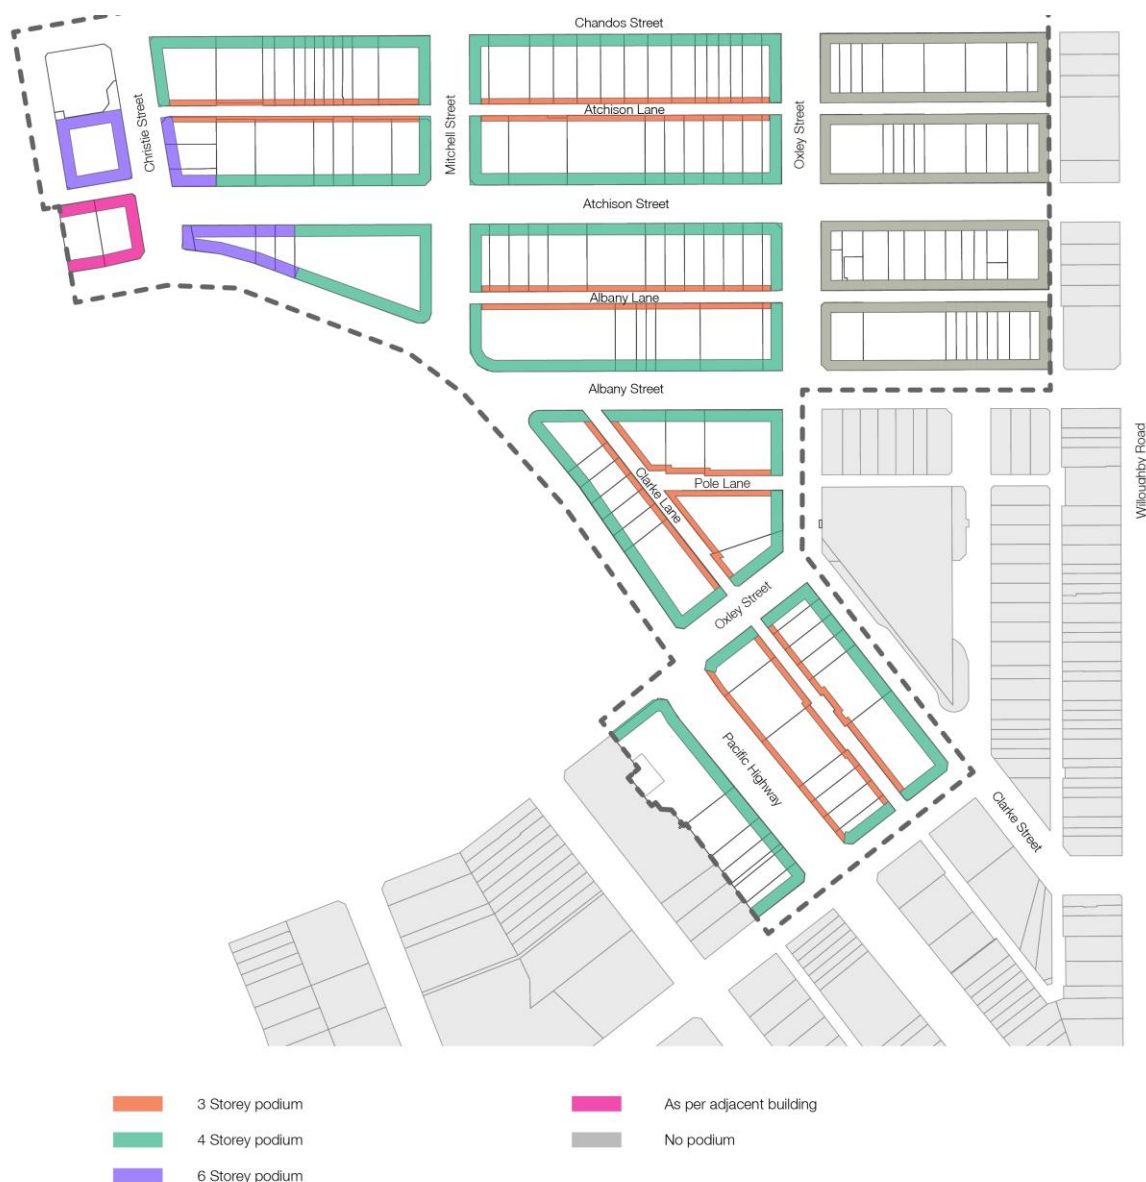 Chandos Street
Christie Street
Mitchell Street
Atchison Lane
Oxley Street
Atchison Street
Albany Lane
Albany Street
Willoughby Road
Clarke Lane
Pole Lane
Oxley Street
Pacific Highway
Clarke Street
3 Storey podium
As per adjacent building
4 Storey podium
No podium
6 Storey podium